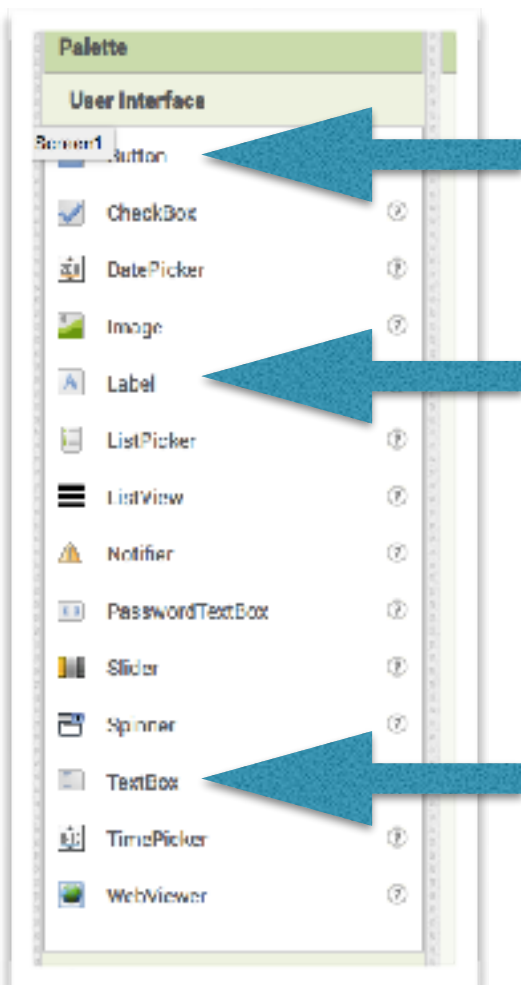 Palette
User Interface
Screen1
Button
CheckBox
DatePicker
Image
Label
ListPicker
ListView
Notifier
PasswordTextBox
Slider
Spinner
TextBox
TimePicker
WebViewer